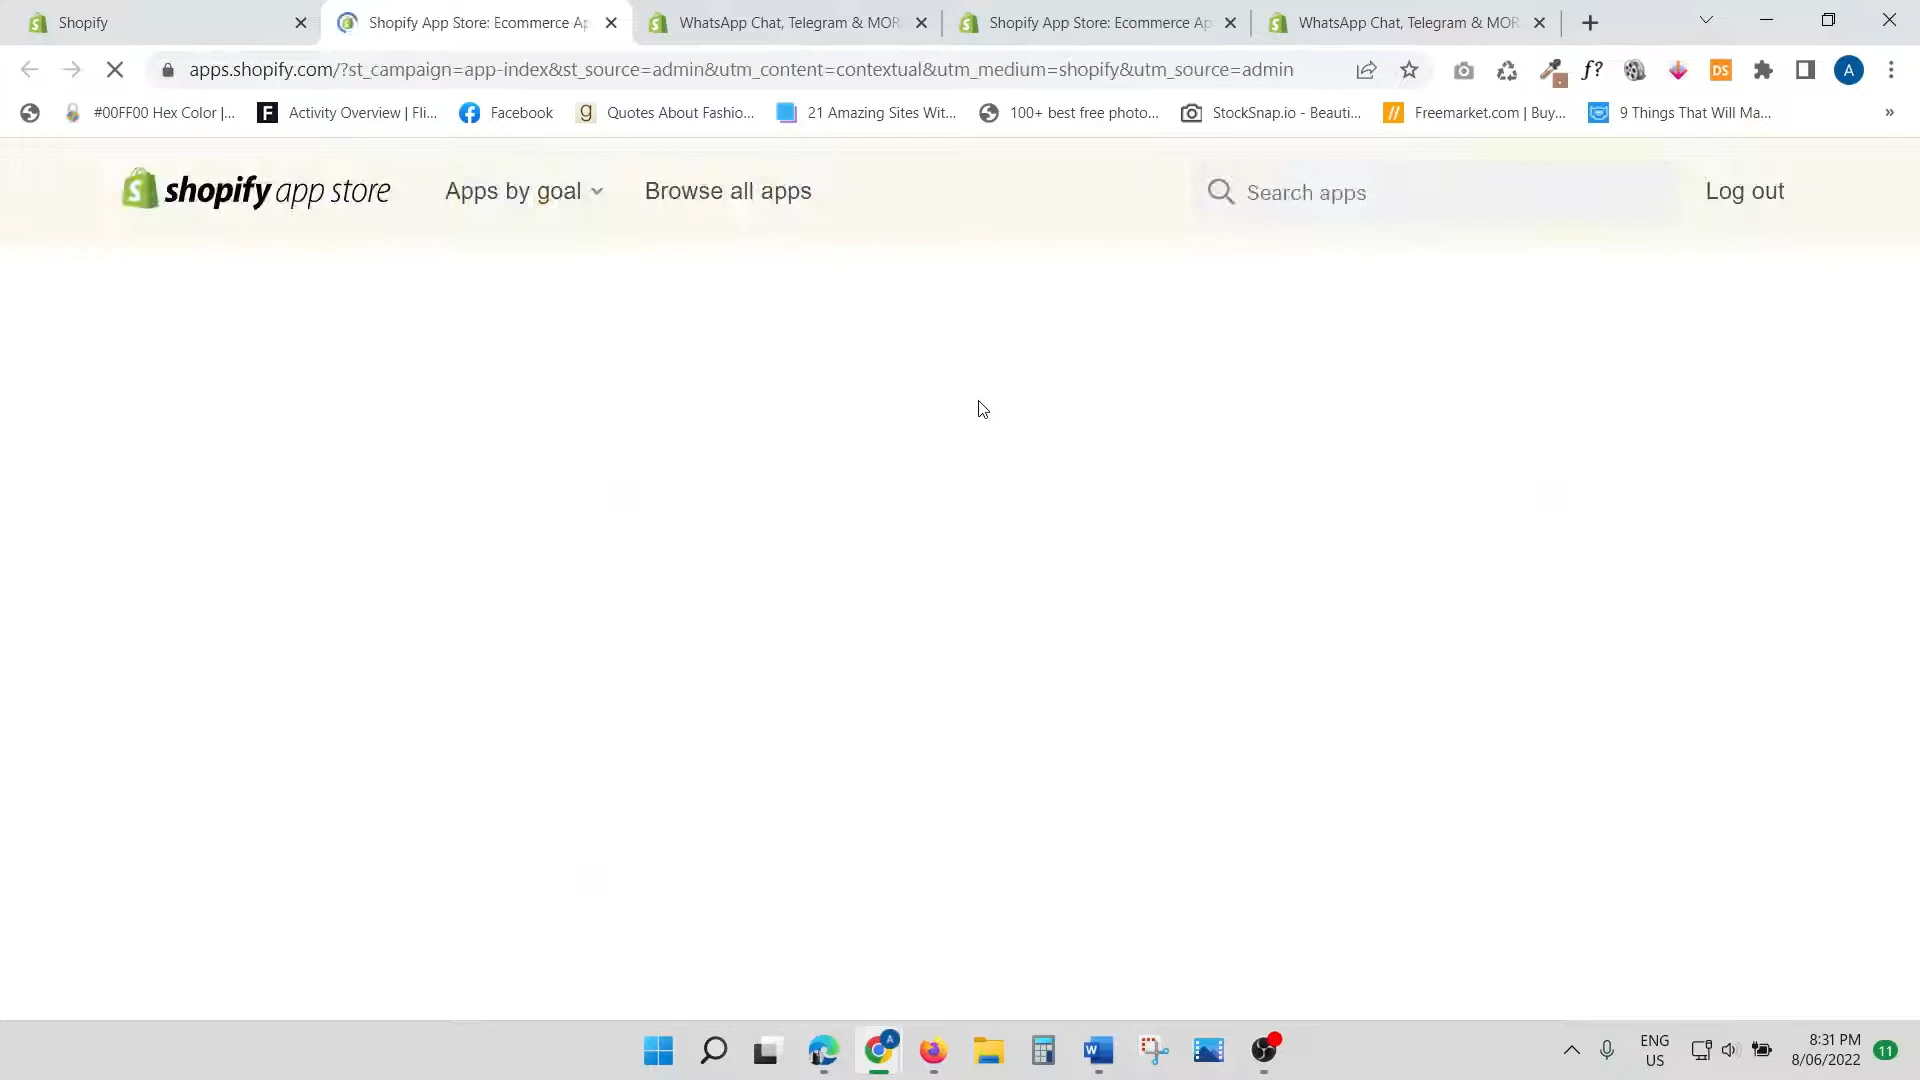 Shopify
Shopify App Store: Ecommerce Ap
WhatsApp Chat, Telegram & MOR
Shopify App Store: Ecommerce Ap
WhatsApp Chat, Telegram & MOR
apps.shopify.com/?st_campaign=app-index&st_source=admin&utm_content=contextual&utm_medium=shopify&utm_source=admin
f?
DS
A
#00FF00 Hex Color |...
F
Activity Overview | Fli...
Facebook
g
Quotes About Fashio...
21 Amazing Sites Wit...
100+ best free photo...
StockSnap.io - Beauti...
Freemarket.com | Buy...
9 Things That Will Ma...
»
shopify app store
Apps by goal
Browse all apps
Search apps
Log out
A
W
ENG
US
8:31 PM
8/06/2022
11